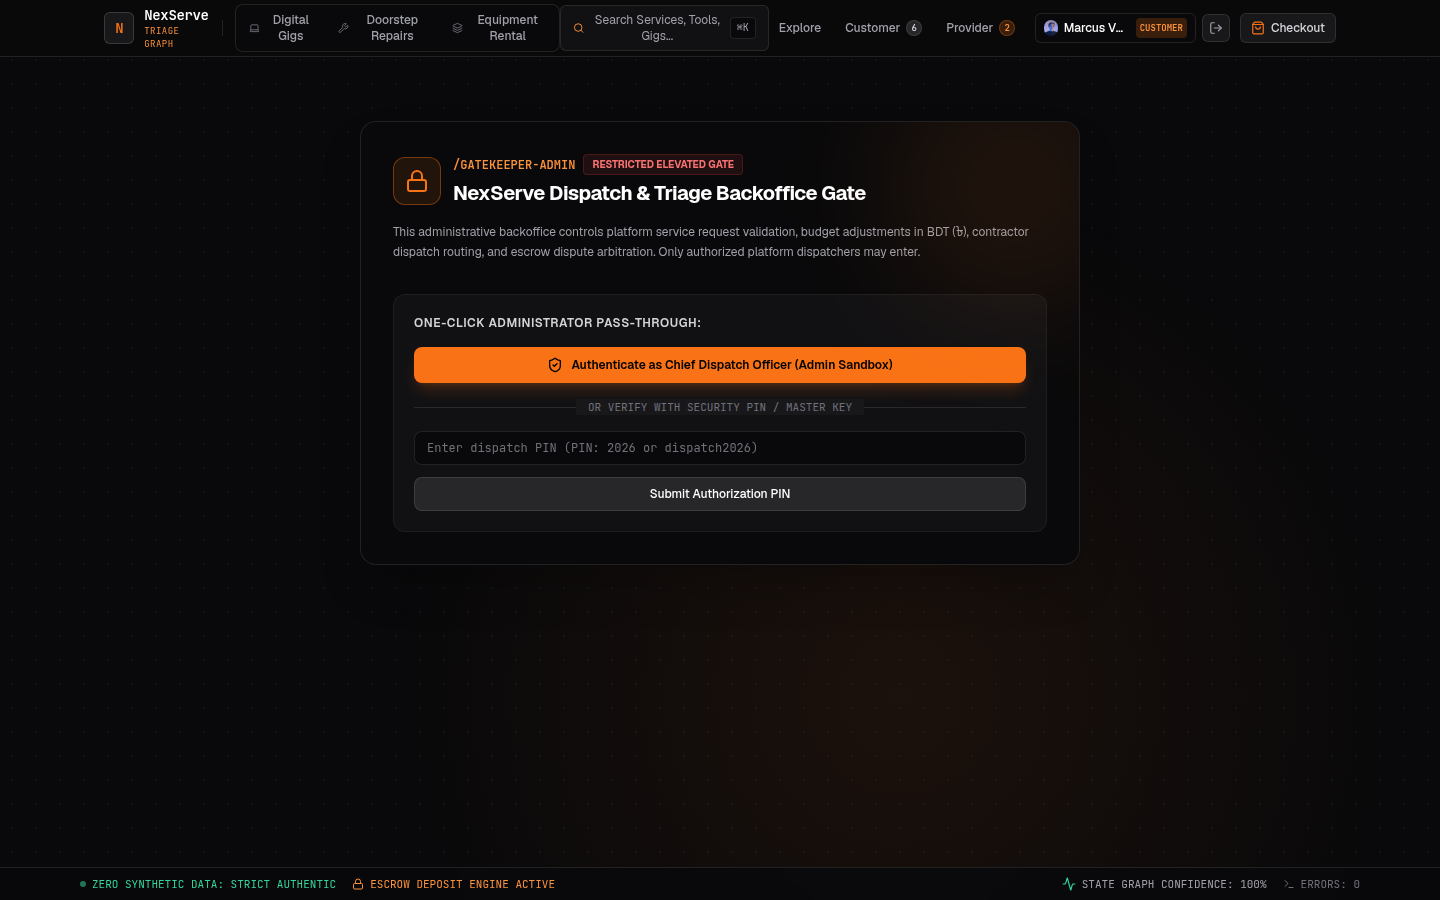 N
NexServe
TRIAGE
GRAPH
Digital
Gigs
Doorstep
Repairs
Equipment
Rental
Search Services, Tools,
Gigs...
⌘K
Explore
Customer 6
Provider 2
Marcus V...
CUSTOMER
Checkout
/GATEKEEPER-ADMIN
RESTRICTED ELEVATED GATE
NexServe Dispatch & Triage Backoffice Gate
This administrative backoffice controls platform service request validation, budget adjustments in BDT (৳), contractor
dispatch routing, and escrow dispute arbitration. Only authorized platform dispatchers may enter.
ONE-CLICK ADMINISTRATOR PASS-THROUGH:
Authenticate as Chief Dispatch Officer (Admin Sandbox)
OR VERIFY WITH SECURITY PIN / MASTER KEY
Enter dispatch PIN (PIN: 2026 or dispatch2026)
Submit Authorization PIN
ZERO SYNTHETIC DATA: STRICT AUTHENTIC
ESCROW DEPOSIT ENGINE ACTIVE
STATE GRAPH CONFIDENCE: 100%
ERRORS: 0